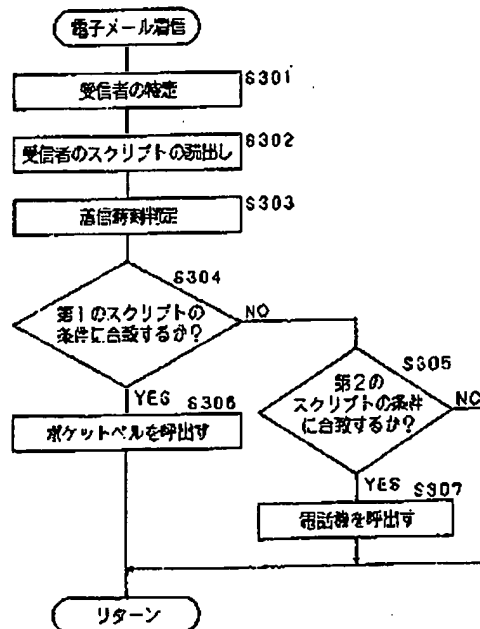 電子メール着信
受信者の特定
S301
受信者のスクリプトの読出し
S302
着信時刻判定
S303
S304
第1のスクリプトの
条件に合致するか?
NO
YES
S305
第2の
スクリプトの条件
に合致するか?
NO
YES
S306
ポケットベルを呼出す
S307
電話機を呼出す
リターン